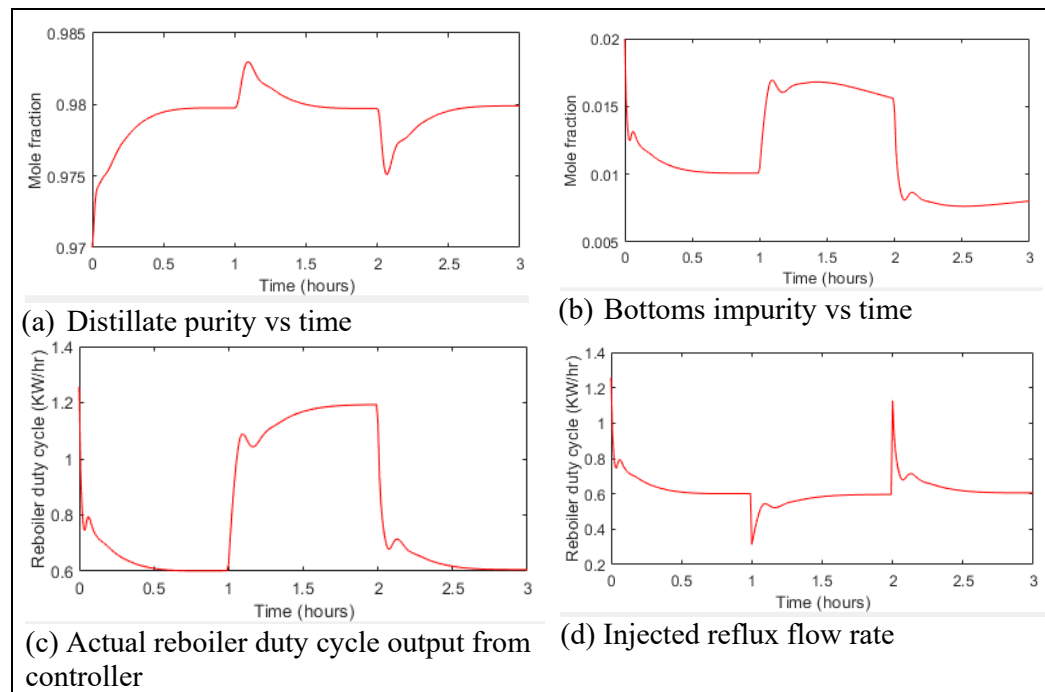 0.985
0.98
0.975
0.97
Mole fraction
0 0.5 1 1.5 2 2.5 3
Time (hours)
(a) Distillate purity vs time
0.02
0.015
0.01
0.005
Mole fraction
0 0.5 1 1.5 2 2.5 3
Time (hours)
(b) Bottoms impurity vs time
1.4
1.2
1
0.8
0.6
Reboiler duty cycle (KW/hr)
0 0.5 1 1.5 2 2.5 3
Time (hours)
(c) Actual reboiler duty cycle output from
controller
1.4
1.2
1
0.8
0.6
0.4
0.2
Reboiler duty cycle (KW/hr)
0 0.5 1 1.5 2 2.5 3
Time (hours)
(d) Injected reflux flow rate